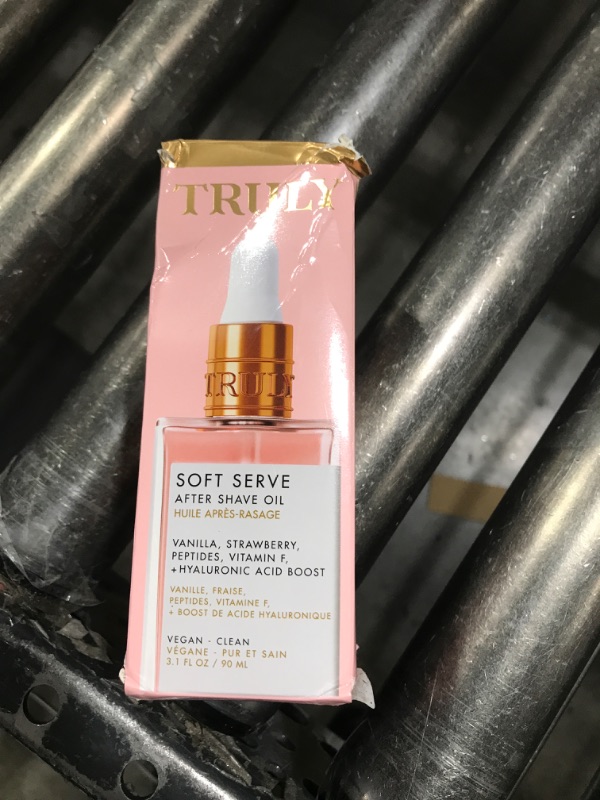 TRULY
TRULY
SOFT SERVE
AFTER SHAVE OIL
HUILE APRÈS-RASAGE
VANILLA, STRAWBERRY,
PEPTIDES, VITAMIN F,
+HYALURONIC ACID BOOST
VANILLE, FRAISE,
PEPTIDES, VITAMINE F,
+ BOOST DE ACIDE HYALURONIQUE
VEGAN - CLEAN
VÉGANE - PUR ET SAIN
3.1 FL OZ / 90 ML